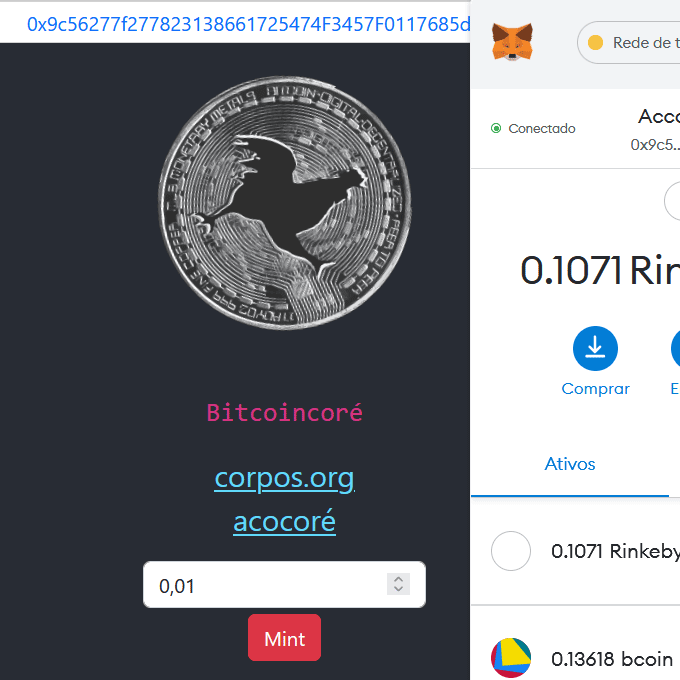 0x9c56277f277823138661725474F3457F0117685d
Bitcoincoré
corpos.org
acocoré
0,01
Mint
Rede de t
Conectado
Acco
0x9c5..
0.1071 Rin
Comprar
E
Ativos
0.1071 Rinkeby
0.13618 bcoin